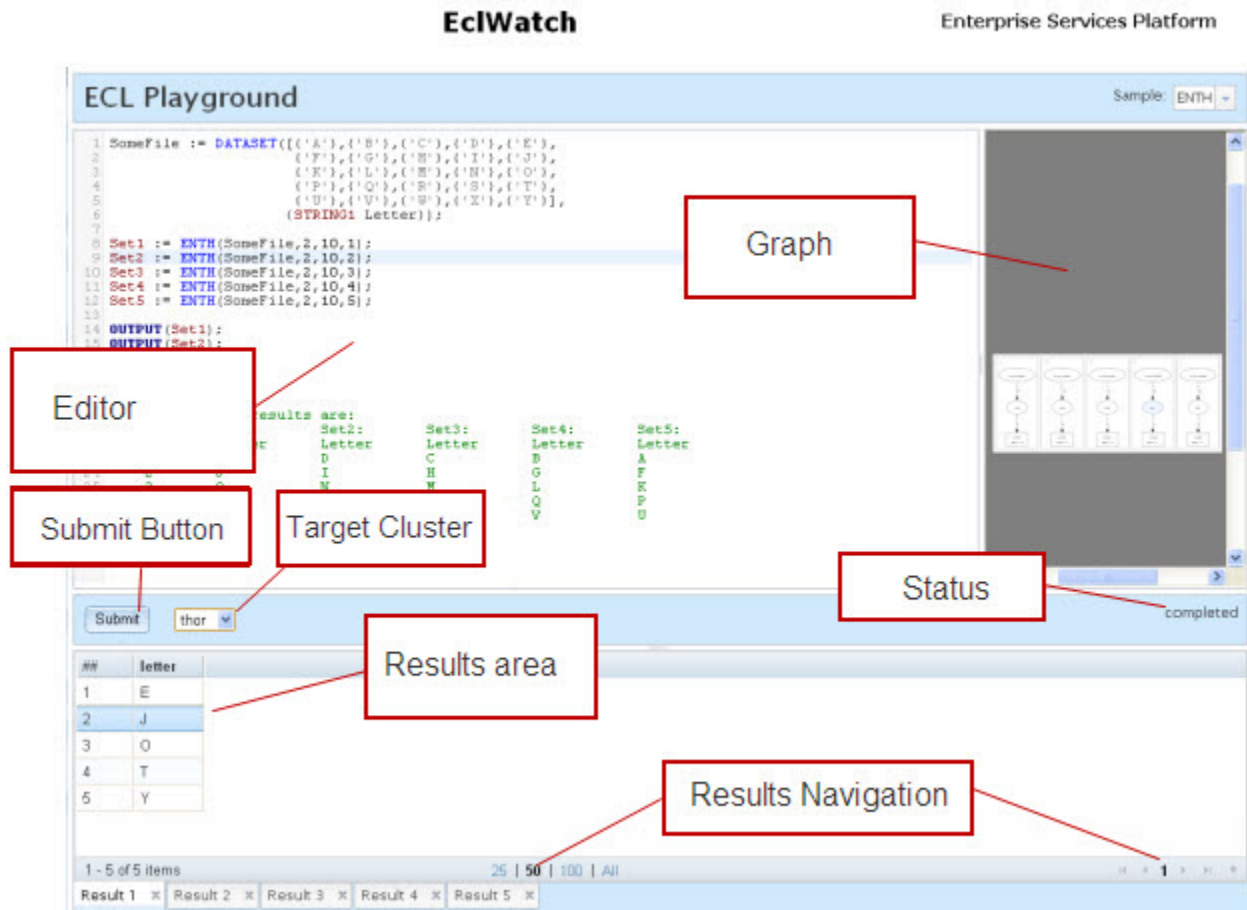 EclWatch
Enterprise Services Platform
ECL Playground
Sample: ENTH
1 SomeFile := DATASET([{'A'},{'B'},{'C'},{'D'},{'E'},
2 {'F'},{'G'},{'H'},{'I'},{'J'},
3 {'K'},{'L'},{'M'},{'N'},{'O'},
4 {'P'},{'Q'},{'R'},{'S'},{'T'},
5 {'U'},{'V'},{'W'},{'X'},{'Y'}],
6 {STRING1 Letter});
7
8 Set1 := ENTH(SomeFile,2,10,1);
9 Set2 := ENTH(SomeFile,2,10,2);
10 Set3 := ENTH(SomeFile,2,10,3);
11 Set4 := ENTH(SomeFile,2,10,4);
12 Set5 := ENTH(SomeFile,2,10,5);
13
14 OUTPUT(Set1);
15 OUTPUT(Set2);
Graph
Editor
results are:
Set2: Set3: Set4: Set5:
Letter Letter Letter Letter
D C B A
I H G F
N M L K
Q P
V U
Submit Button
Target Cluster
Status
Submit
thor
completed
Results area
## letter
1 E
2 J
3 O
4 T
5 Y
Results Navigation
1 - 5 of 5 items
25 | 50 | 100 | All
1
Result 1 x Result 2 x Result 3 x Result 4 x Result 5 x